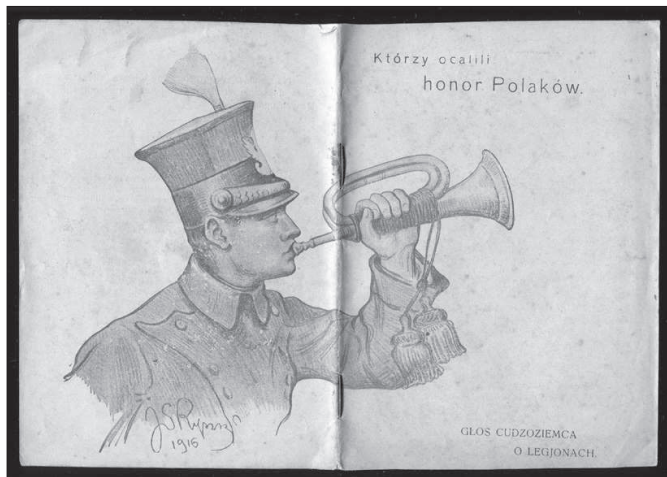 Którzy ocalili
honor Polaków.
1916
GŁOS CUDZOZIEMCA
O LEGJONACH.